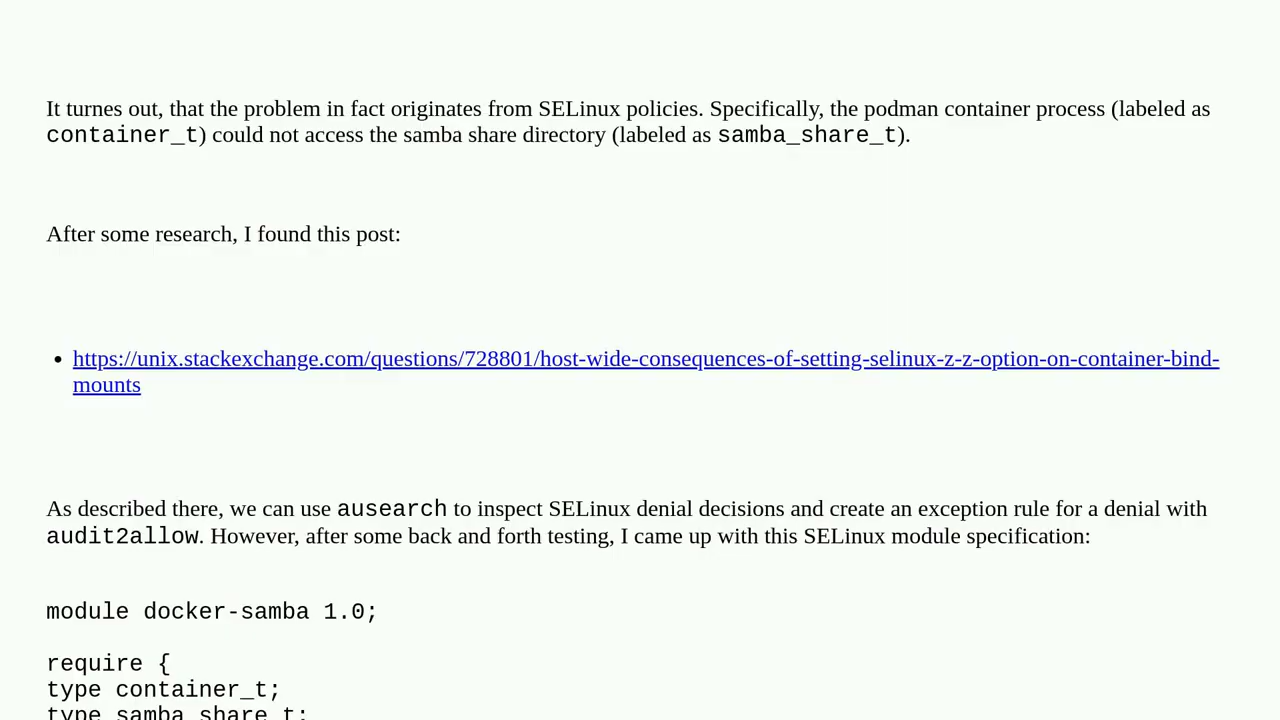 It turnes out, that the problem in fact originates from SELinux policies. Specifically, the podman container process (labeled as
container_t) could not access the samba share directory (labeled as samba_share_t).
After some research, I found this post:
• https://unix.stackexchange.com/questions/728801/host-wide-consequences-of-setting-selinux-z-z-option-on-container-bind-
mounts
As described there, we can use ausearch to inspect SELinux denial decisions and create an exception rule for a denial with
audit2allow. However, after some back and forth testing, I came up with this SELinux module specification:
module docker-samba 1.0;
require {
type container_t;
type samba_share_t;